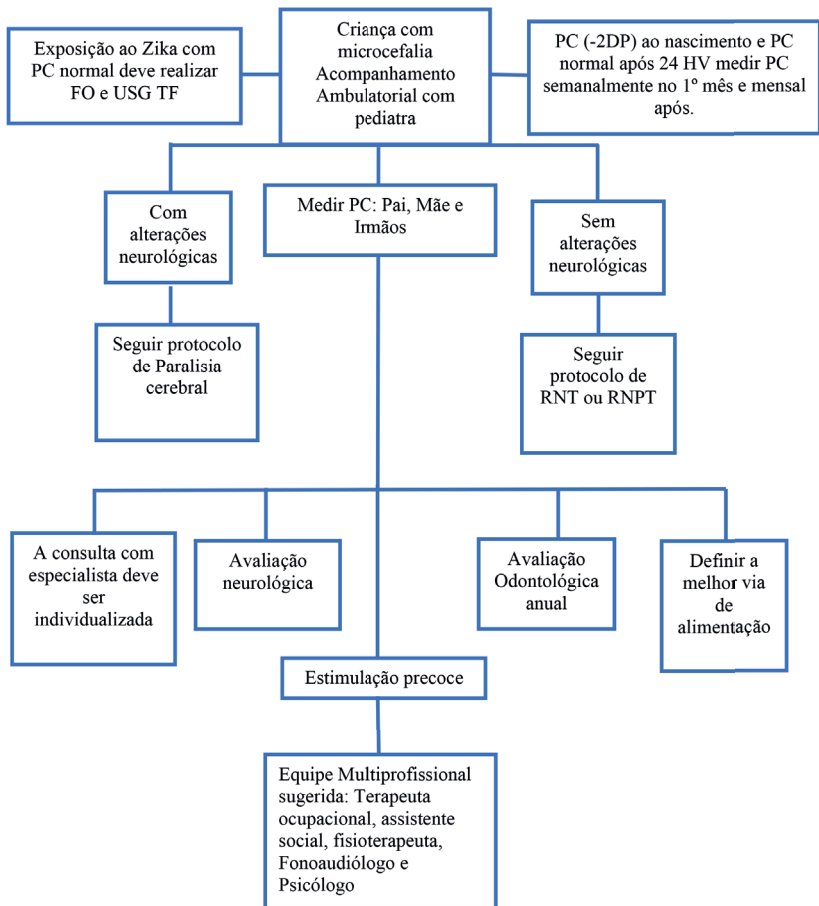 Exposição ao Zika com
PC normal deve realizar
FO e USG TF
Criança com
microcefalia
Acompanhamento
Ambulatorial com
pediatra
PC (-2DP) ao nascimento e PC
normal após 24 HV medir PC
semanalmente no 1º mês e mensal
após.
Com
alterações
neurológicas
Medir PC: Pai, Mãe e
Irmãos
Sem
alterações
neurológicas
Seguir protocolo
de Paralisia
cerebral
Seguir
protocolo de
RNT ou RNPT
A consulta com
especialista deve
ser
individualizada
Avaliação
neurológica
Avaliação
Odontológica
anual
Definir a
melhor via
de
alimentação
Estimulação precoce
Equipe Multiprofissional
sugerida: Terapeuta
ocupacional, assistente
social, fisioterapeuta,
Fonoaudiólogo e
Psicólogo